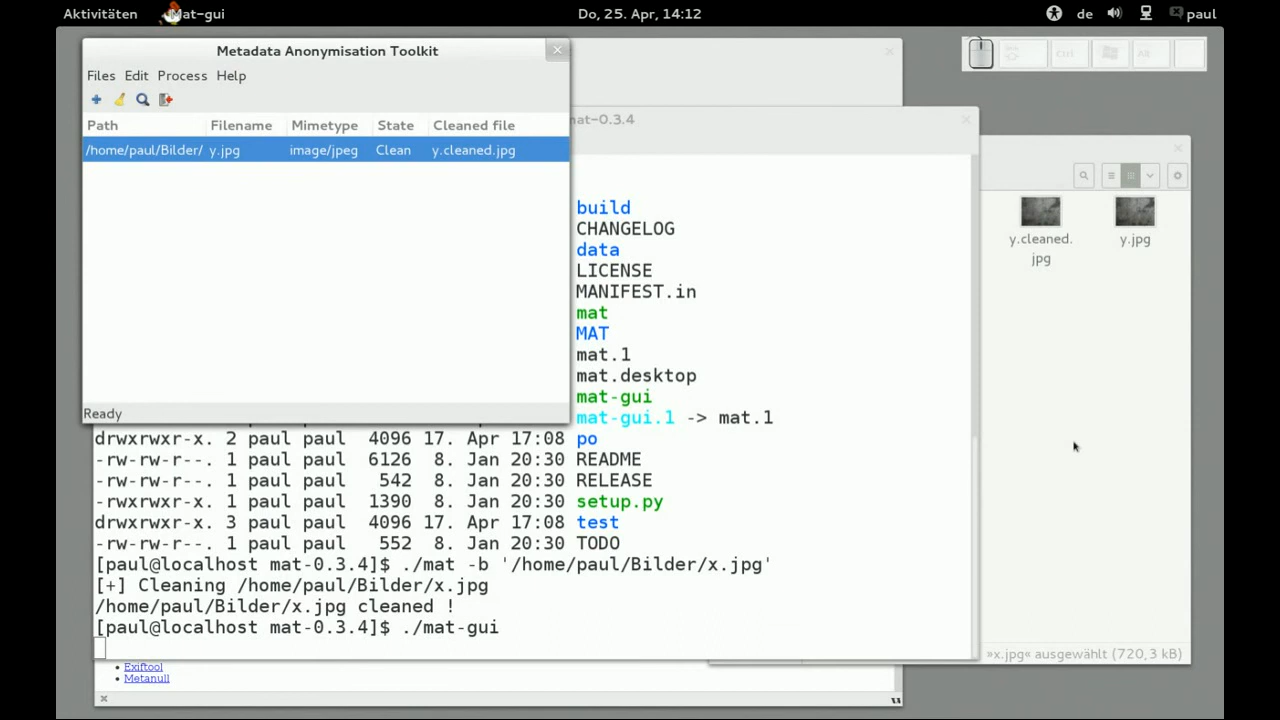 Aktivitäten Mat-gui Do, 25. Apr, 14:12 de paul
Metadata Anonymisation Toolkit
Files Edit Process Help
Path Filename Mimetype State Cleaned file
/home/paul/Bilder/ y.jpg image/jpeg Clean y.cleaned.jpg
Ready
mat-0.3.4
build
CHANGELOG
data
LICENSE
MANIFEST.in
mat
MAT
mat.1
mat.desktop
mat-gui
mat-gui.1 -> mat.1
drwxrwxr-x. 2 paul paul 4096 17. Apr 17:08 po
-rw-rw-r--. 1 paul paul 6126 8. Jan 20:30 README
-rw-rw-r--. 1 paul paul 542 8. Jan 20:30 RELEASE
-rwxrwxr-x. 1 paul paul 1390 8. Jan 20:30 setup.py
drwxrwxr-x. 3 paul paul 4096 17. Apr 17:08 test
-rw-rw-r--. 1 paul paul 552 8. Jan 20:30 TODO
[paul@localhost mat-0.3.4]$ ./mat -b '/home/paul/Bilder/x.jpg'
[+] Cleaning /home/paul/Bilder/x.jpg
/home/paul/Bilder/x.jpg cleaned !
[paul@localhost mat-0.3.4]$ ./mat-gui
Exiftool
Metanull
Ctrl Alt
y.cleaned.
jpg
y.jpg
»x.jpg« ausgewählt (720,3 kB)